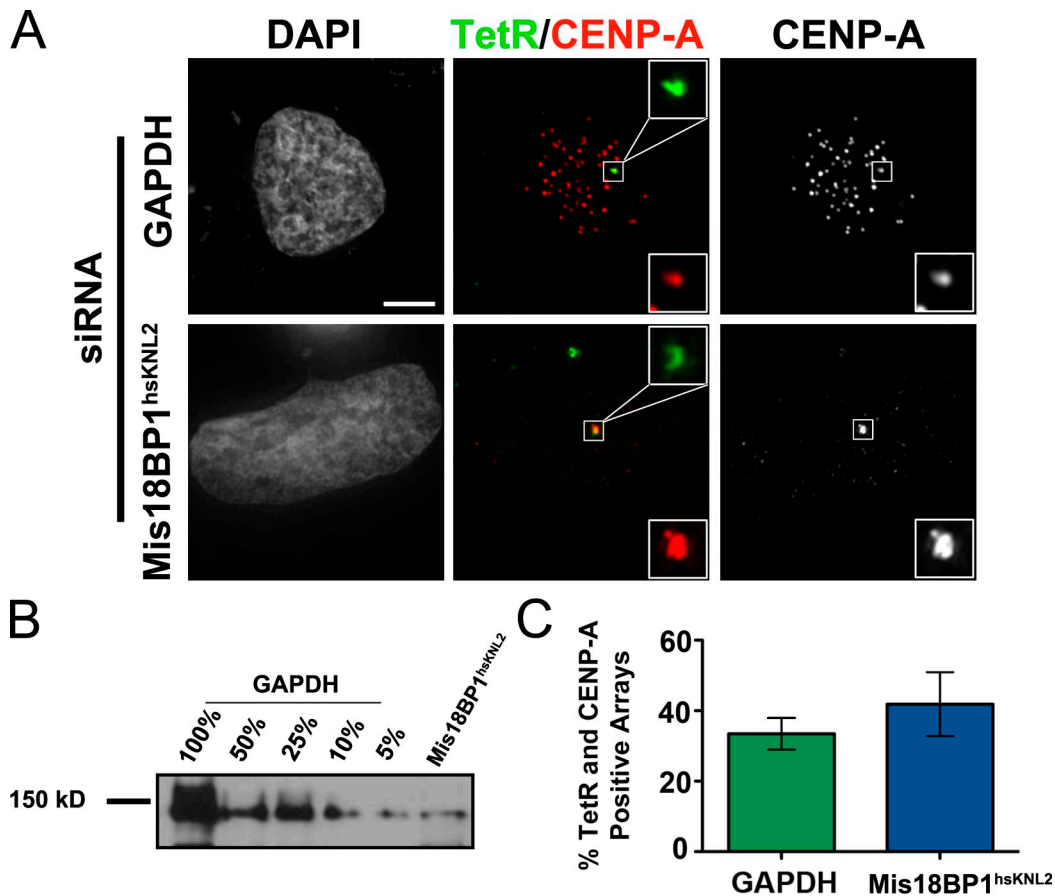 A
DAPI
TetR/CENP-A
CENP-A
siRNA
GAPDH
Mis18BP1hsKNL2
B
GAPDH
100%
50%
25%
10%
5%
Mis18BP1hsKNL2
150 kD
C
% TetR and CENP-A
Positive Arrays
60
40
20
0
GAPDH
Mis18BP1hsKNL2